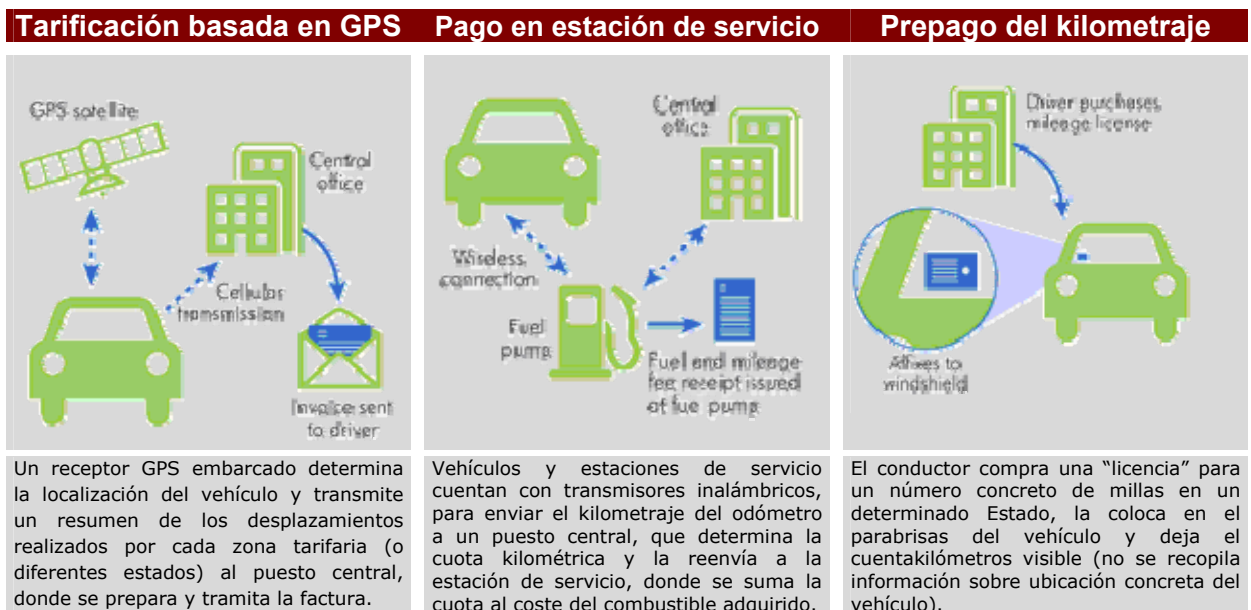 Tarificación basada en GPS
Pago en estación de servicio
Prepago del kilometraje
GPS satellite
Central
office
Cellular
transmission
Invoice sent
to driver
Central
office
Wireless
connection
Fuel
pump
Fuel and mileage
fee receipt issued
at fue pump
Driver purchases
mileage license
Affixes to
windshield
Un receptor GPS embarcado determina
la localización del vehículo y transmite
un resumen de los desplazamientos
realizados por cada zona tarifaria (o
diferentes estados) al puesto central,
donde se prepara y tramita la factura.
Vehículos y estaciones de servicio
cuentan con transmisores inalámbricos,
para enviar el kilometraje del odómetro
a un puesto central, que determina la
cuota kilométrica y la reenvía a la
estación de servicio, donde se suma la
cuota al coste del combustible adquirido.
El conductor compra una “licencia” para
un número concreto de millas en un
determinado Estado, la coloca en el
parabrisas del vehículo y deja el
cuentakilómetros visible (no se recopila
información sobre ubicación concreta del
vehículo).